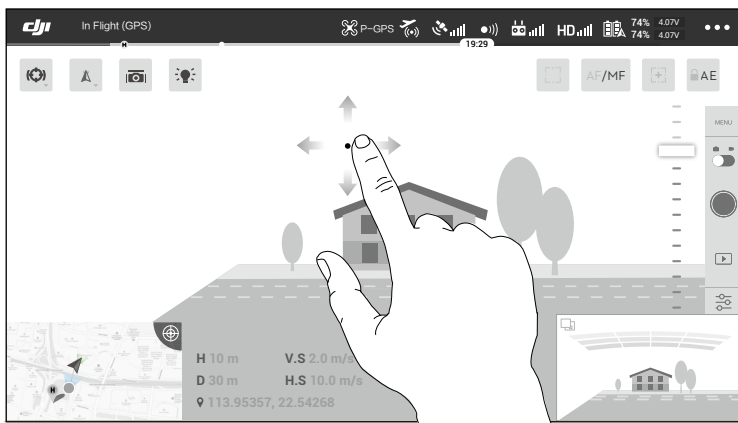 dji In Flight (GPS) P-GPS HD 74% 4.07V
A 74% 4.07V
H 19:29
AF/MF AE
MENU
H 10 m V.S 2.0 m/s
D 30 m H.S 10.0 m/s
113.95357, 22.54268
H